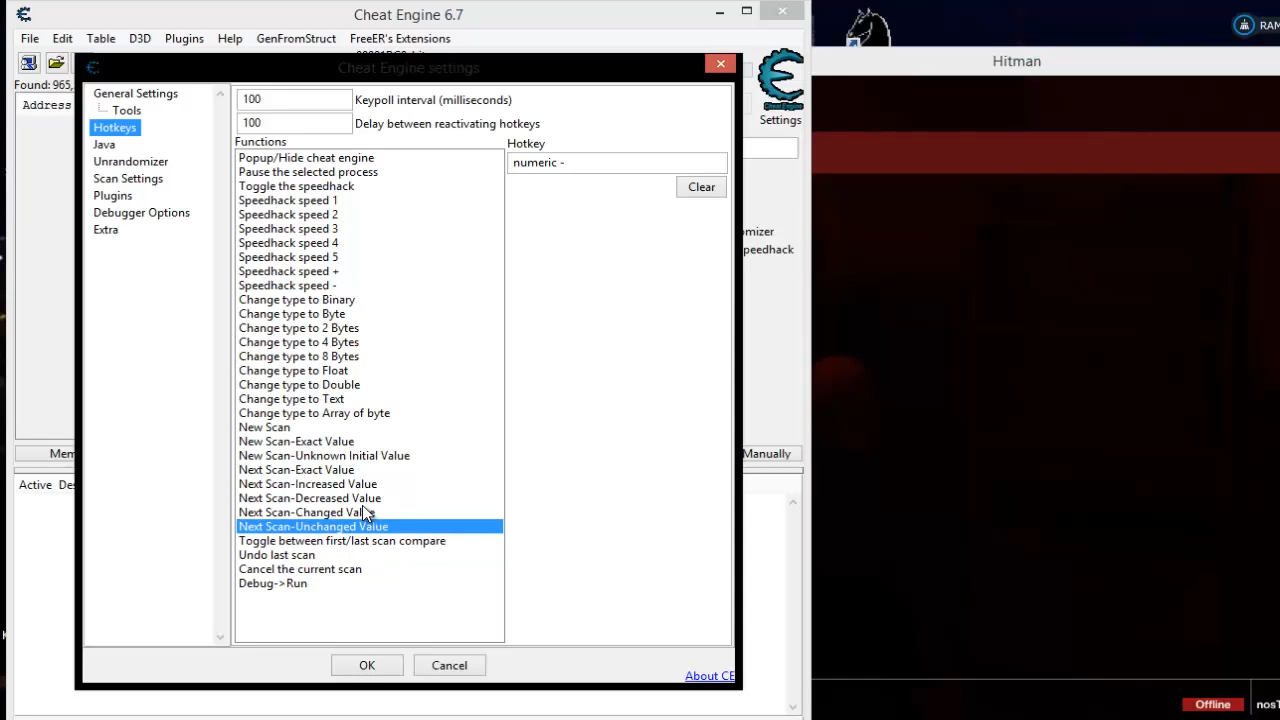 Cheat Engine 6.7
File Edit Table D3D Plugins Help GenFromStruct FreeER's Extensions
RAM
Cheat Engine settings
Hitman
Found: 965,
Address
General Settings
Tools
Hotkeys
Java
Unrandomizer
Scan Settings
Plugins
Debugger Options
Extra
100 Keypoll interval (milliseconds)
100 Delay between reactivating hotkeys
Functions
Popup/Hide cheat engine
Pause the selected process
Toggle the speedhack
Speedhack speed 1
Speedhack speed 2
Speedhack speed 3
Speedhack speed 4
Speedhack speed 5
Speedhack speed +
Speedhack speed -
Change type to Binary
Change type to Byte
Change type to 2 Bytes
Change type to 4 Bytes
Change type to 8 Bytes
Change type to Float
Change type to Double
Change type to Text
Change type to Array of byte
New Scan
New Scan-Exact Value
New Scan-Unknown Initial Value
Next Scan-Exact Value
Next Scan-Increased Value
Next Scan-Decreased Value
Next Scan-Changed Value
Next Scan-Unchanged Value
Toggle between first/last scan compare
Undo last scan
Cancel the current scan
Debug->Run
Hotkey
numeric -
Clear
Cheat Engine
Settings
omizer
peedhack
Mem
Manually
Active Des
OK Cancel
About CE
Offline
nosT